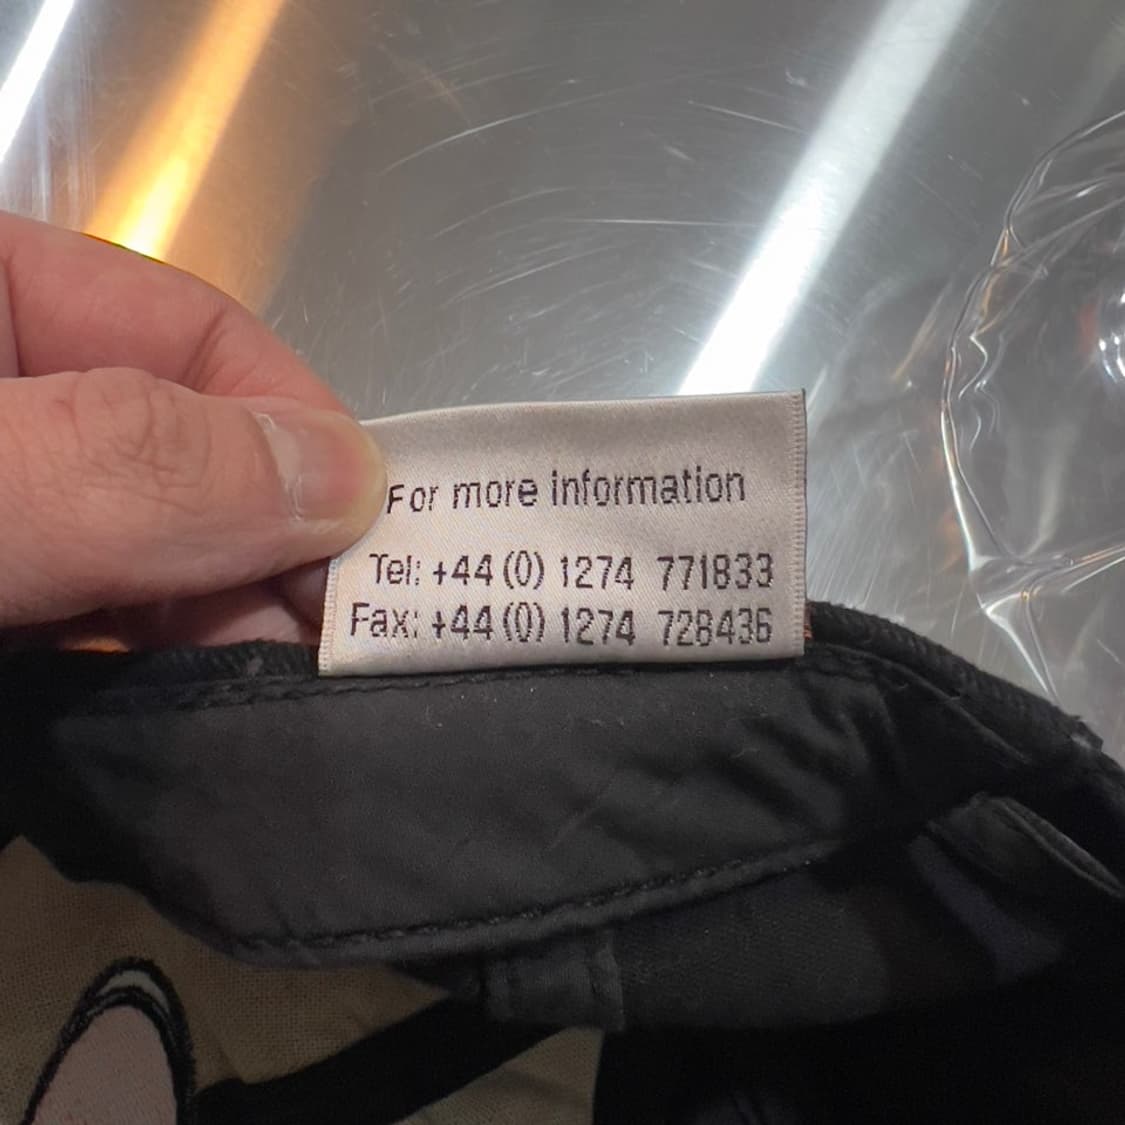 For more information
Tel: +44 (0) 1274 771833
Fax: +44 (0) 1274 728436